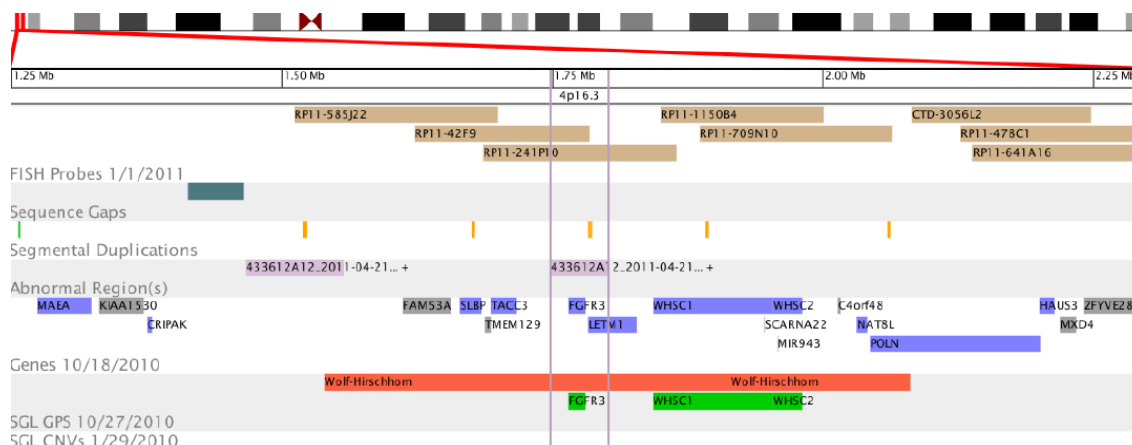 1.25 Mb 1.50 Mb 1.75 Mb 2.00 Mb 2.25 Mb
4p16.3
RP11-585J22 RP11-1150B4 CTD-3056L2
RP11-42F9 RP11-709N10 RP11-478C1
RP11-241P10 RP11-641A16
FISH Probes 1/1/2011
Sequence Gaps
Segmental Duplications
433612A12_2011-04-21... + 433612A12_2011-04-21... +
Abnormal Region(s)
MAEA KIAA1530 FAM53A SLBP TACC3 FGFR3 WHSC1 WHSC2 C4orf48 HAUS3 ZFYVE28
CRIPAK TMEM129 LETM1 SCARNA22 NAT8L MXD4
MIR943 POLN
Genes 10/18/2010
Wolf-Hirschhorn Wolf-Hirschhorn
FGFR3 WHSC1 WHSC2
SGL GPS 10/27/2010
SGL CNVs 1/29/2010